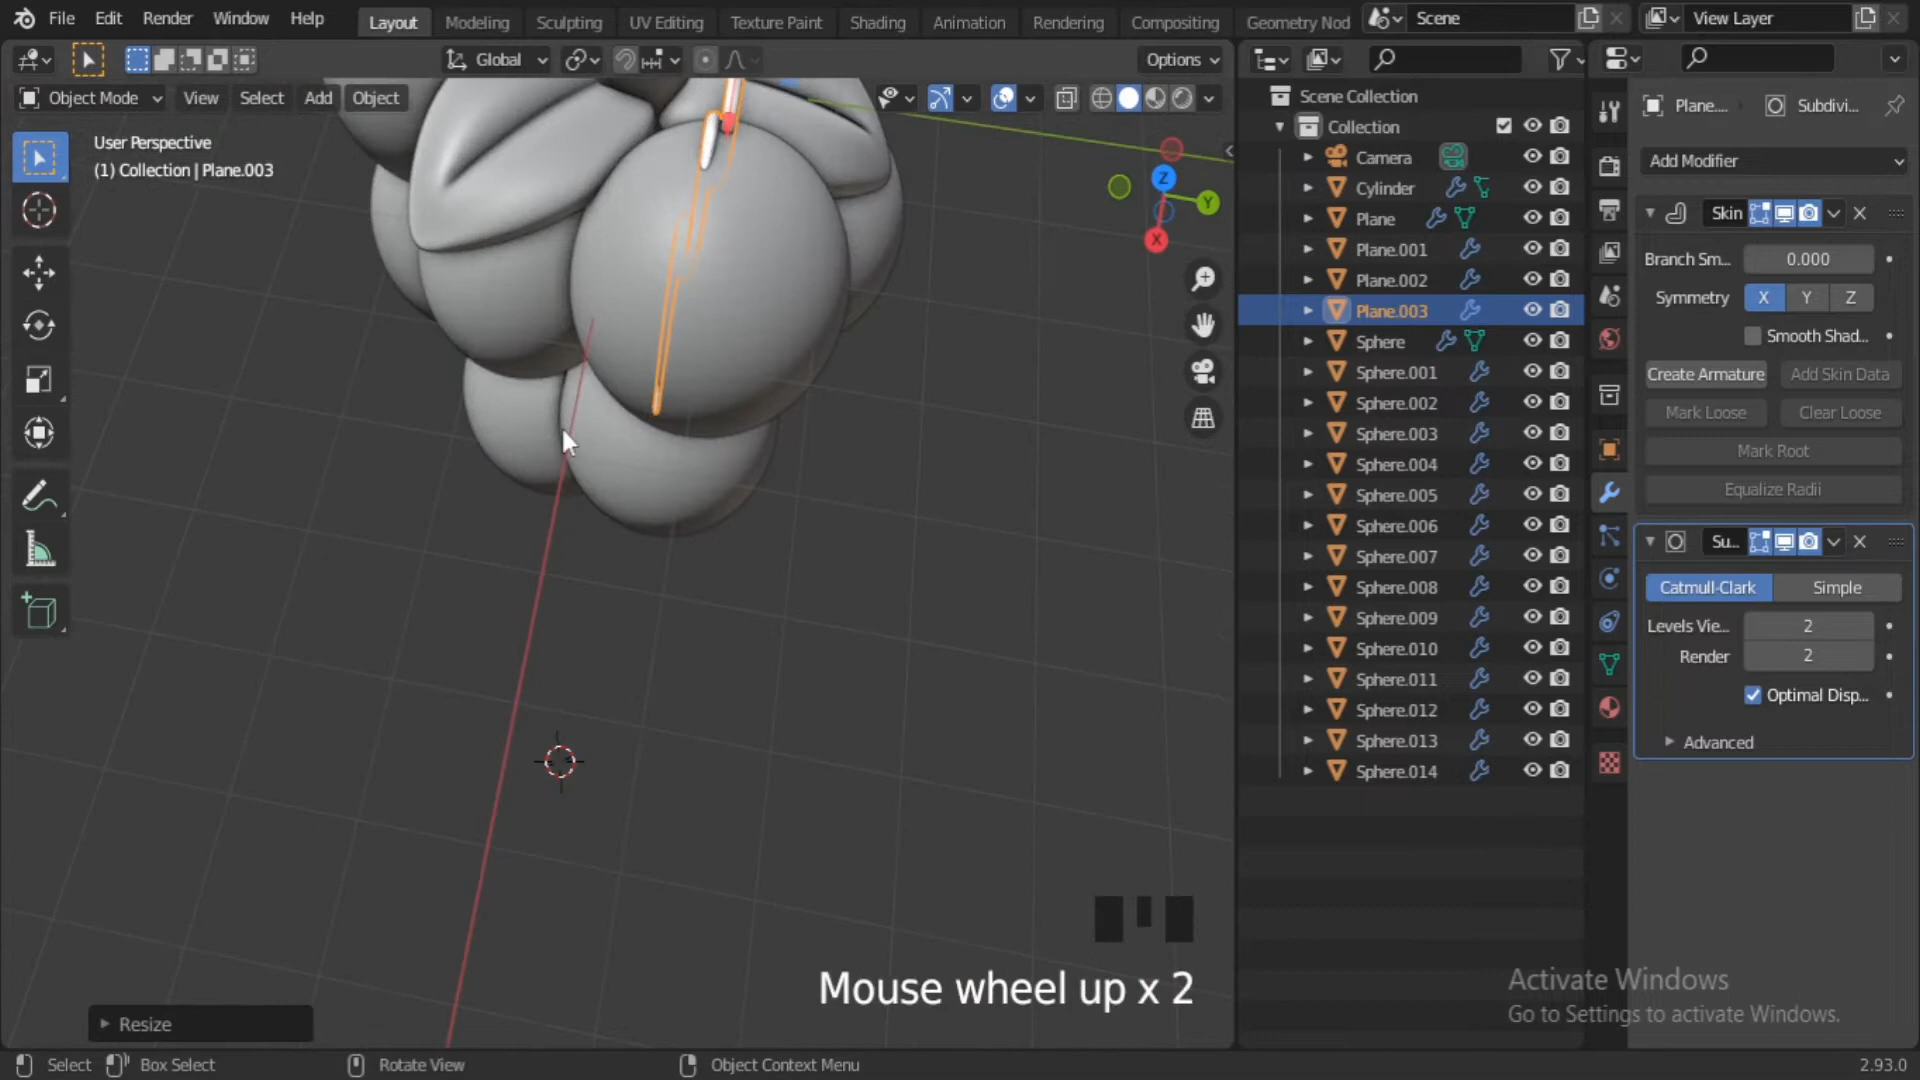 File Edit Render Window Help Layout Modeling Sculpting UV Editing Texture Paint Shading Animation Rendering Compositing Geometry Nod Scene View Layer
Global Options
Object Mode View Select Add Object
User Perspective
(1) Collection | Plane.003
Z
Y
X
Resize
Mouse wheel up x 2
Scene Collection
Collection
Camera
Cylinder
Plane
Plane.001
Plane.002
Plane.003
Sphere
Sphere.001
Sphere.002
Sphere.003
Sphere.004
Sphere.005
Sphere.006
Sphere.007
Sphere.008
Sphere.009
Sphere.010
Sphere.011
Sphere.012
Sphere.013
Sphere.014
Plane.... Subdivi...
Add Modifier
Skin
Branch Sm... 0.000
Symmetry X Y Z
Smooth Shad...
Create Armature Add Skin Data
Mark Loose Clear Loose
Mark Root
Equalize Radii
Su...
Catmull-Clark Simple
Levels Vie... 2
Render 2
Optimal Disp...
Advanced
Activate Windows
Go to Settings to activate Windows.
Select Box Select Rotate View Object Context Menu 2.93.0